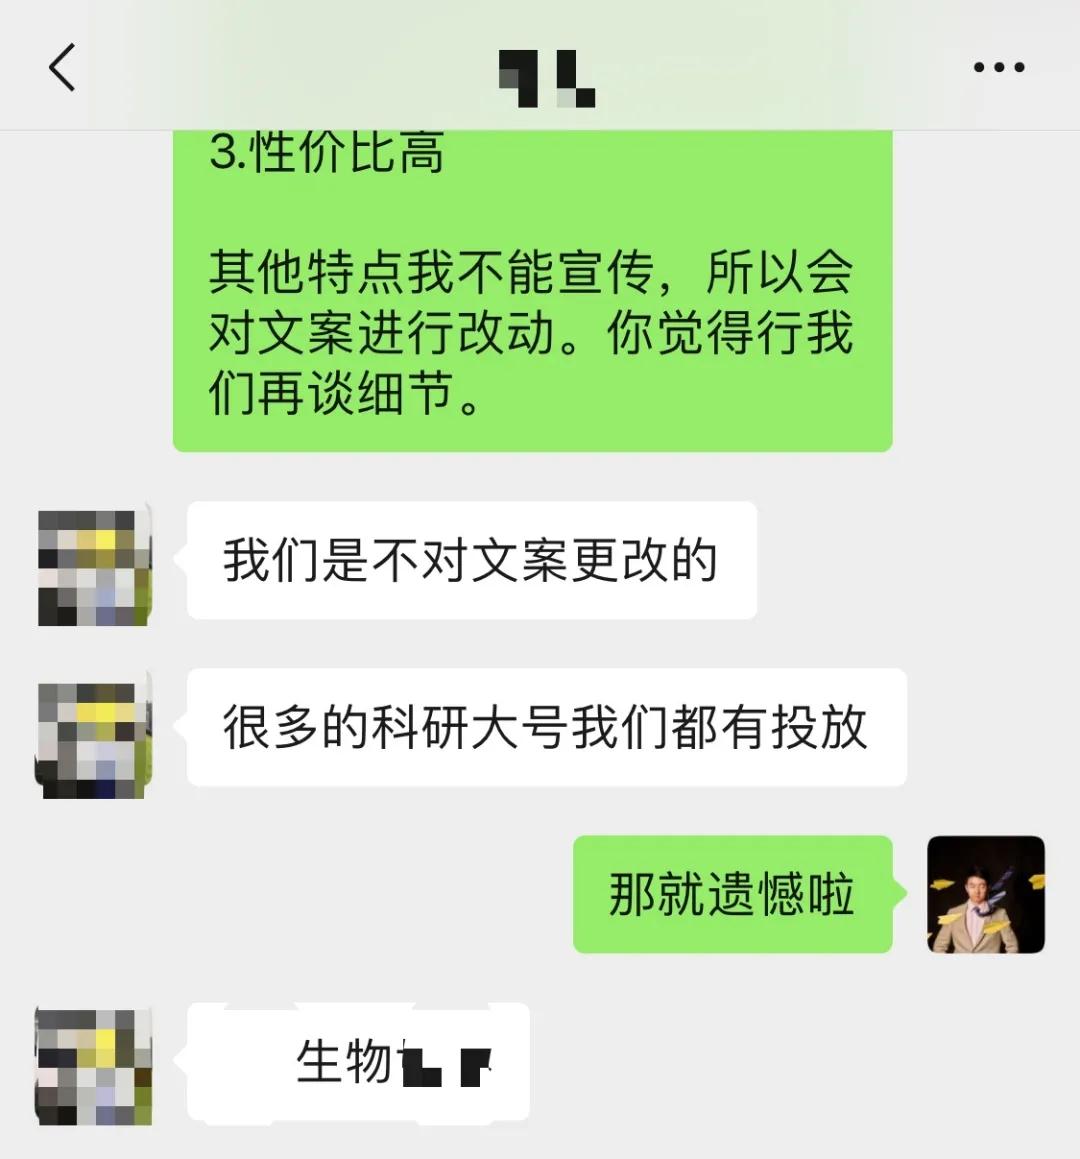 3.性价比高
其他特点我不能宣传，所以会
对文案进行改动。你觉得行我
们再谈细节。
我们是不对文案更改的
很多的科研大号我们都有投放
那就遗憾啦
生物